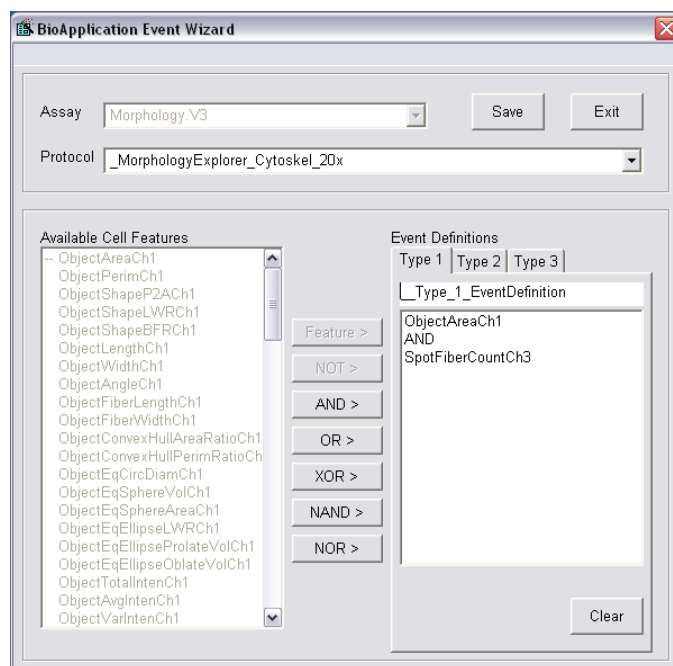 BioApplication Event Wizard
Assay
Morphology.V3
Save
Exit
Protocol
_MorphologyExplorer_Cytoskel_20x
Available Cell Features
-- ObjectAreaCh1
ObjectPerimCh1
ObjectShapeP2ACh1
ObjectShapeLWRCh1
ObjectShapeBFRCh1
ObjectLengthCh1
ObjectWidthCh1
ObjectAngleCh1
ObjectFiberLengthCh1
ObjectFiberWidthCh1
ObjectConvexHullAreaRatioCh1
ObjectConvexHullPerimRatioCh
ObjectEqCircDiamCh1
ObjectEqSphereVolCh1
ObjectEqSphereAreaCh1
ObjectEqEllipseLWRCh1
ObjectEqEllipseProlateVolCh1
ObjectEqEllipseOblateVolCh1
ObjectTotalIntenCh1
ObjectAvgIntenCh1
ObjectVarIntenCh1
Feature >
NOT >
AND >
OR >
XOR >
NAND >
NOR >
Event Definitions
Type 1 Type 2 Type 3
__Type_1_EventDefinition
ObjectAreaCh1
AND
SpotFiberCountCh3
Clear